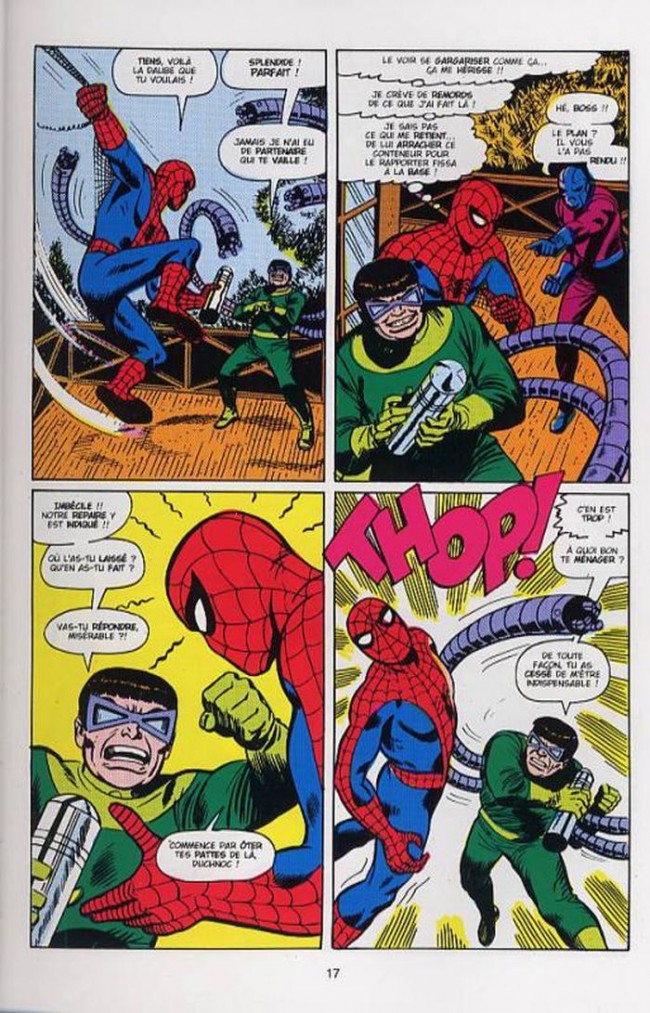 TIENS, VOILÀ
LA DAUBE QUE
TU VOULAIS !
SPLENDIDE !
PARFAIT !
JAMAIS JE N'AI EU
DE PARTENAIRE
QUI TE VAILLE !
LE VOIR SE GARGARISER COMME ÇA...
ÇA ME HÉRISSE !!
JE CRÈVE DE REMORDS
DE CE QUE J'AI FAIT LÀ !
JE SAIS PAS
CE QUI ME RETIENT...
DE LUI ARRACHER CE
CONTENEUR POUR
LE RAPPORTER FISSA
À LA BASE !
HÉ, BOSS !!
LE PLAN ?
IL VOUS
L'A PAS
RENDU !!
IMBÉCILE !!
NOTRE REPAIRE Y
EST INDIQUÉ !!
OÙ L'AS-TU LAISSÉ ?
QU'EN AS-TU FAIT ?
VAS-TU RÉPONDRE,
MISÉRABLE ?!
COMMENCE PAR ÔTER
TES PATTES DE LÀ,
DUCHNOC !
THOP!
C'EN EST
TROP !
À QUOI BON
TE MÉNAGER ?
DE TOUTE
FAÇON, TU AS
CESSÉ DE M'ÊTRE
INDISPENSABLE !
17